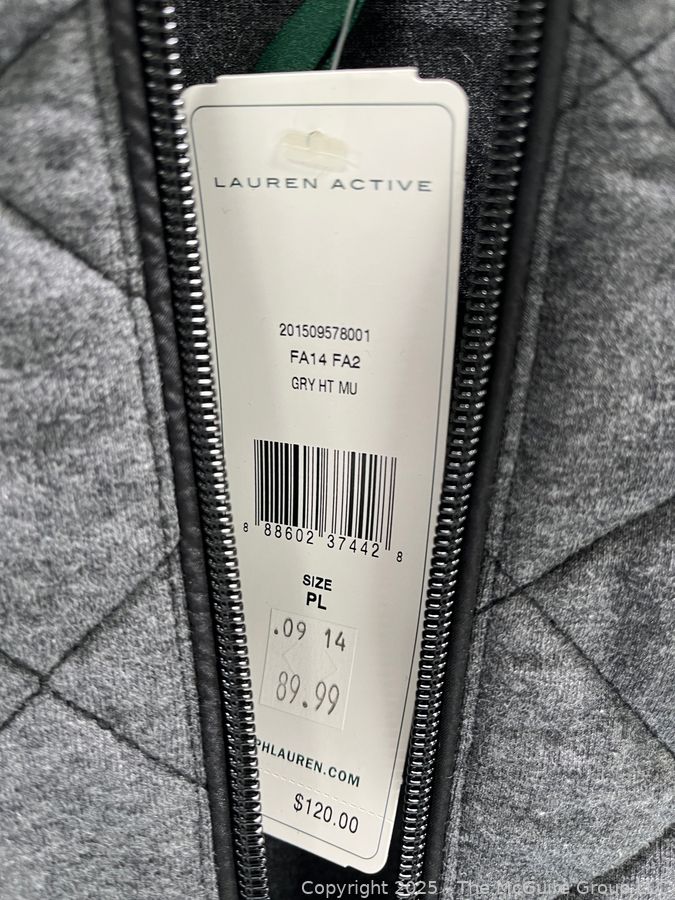 LAUREN ACTIVE
201509578001
FA14 FA2
GRY HT MU
8 88602 37442 8
SIZE
PL
.09 14
89.99
PHLAUREN.COM
$120.00
Copyright 2025 - The McGuire Group